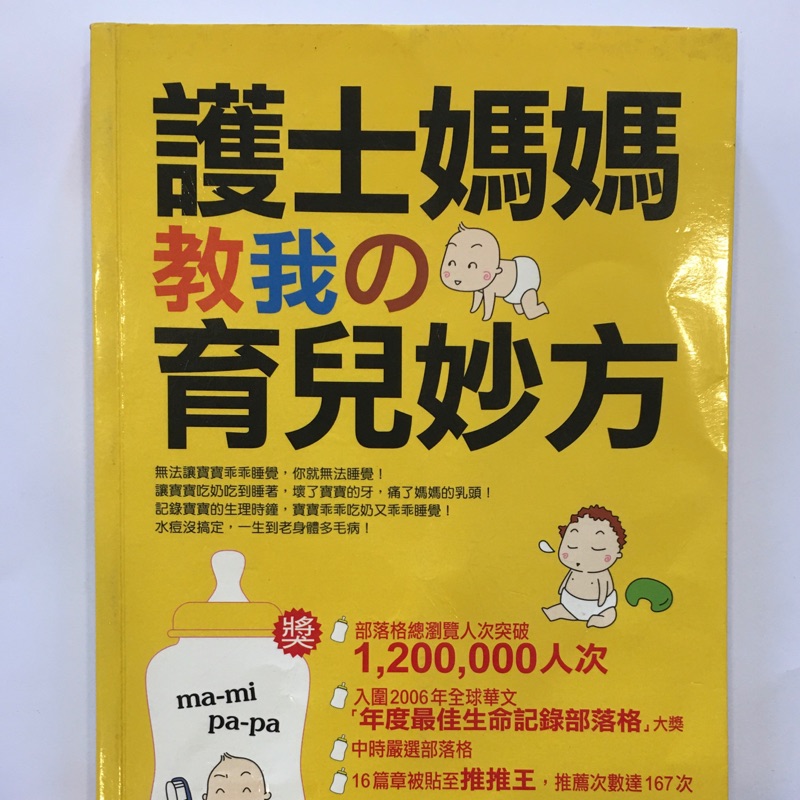 護士媽媽
教我の
育兒妙方
無法讓寶寶乖乖睡覺，你就無法睡覺！
讓寶寶吃奶吃到睡著，壞了寶寶的牙，痛了媽媽的乳頭！
記錄寶寶的生理時鐘，寶寶乖乖吃奶又乖乖睡覺！
水痘沒搞定，一生到老身體多毛病！
獎
部落格總瀏覽人次突破
1,200,000人次
入圍2006年全球華文
「年度最佳生命記錄部落格」大獎
中時嚴選部落格
16篇章被貼至推推王，推薦次數達167次
ma-mi
pa-pa